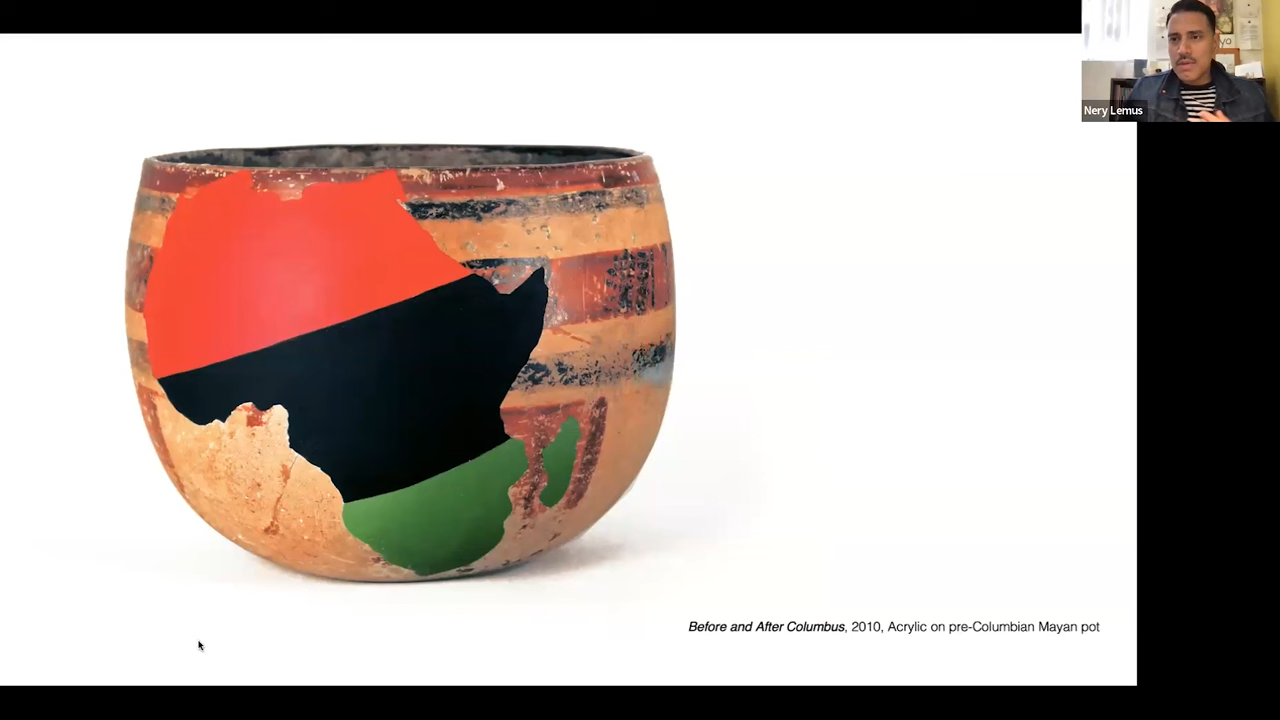 Nery Lemus
Before and After Columbus, 2010, Acrylic on pre-Columbian Mayan pot